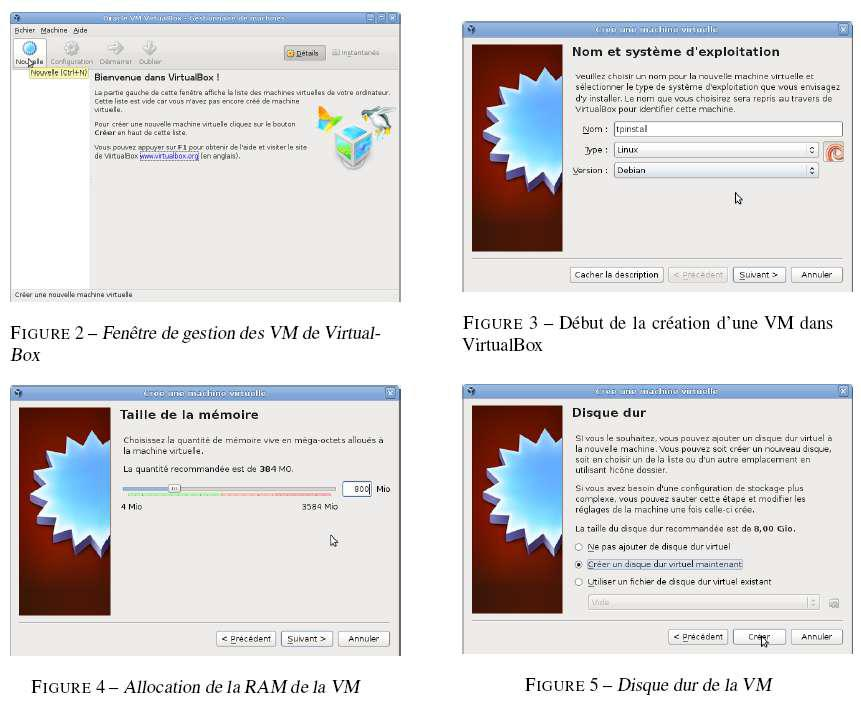 Oracle VM VirtualBox - Gestionnaire de machines
Fichier Machine Aide
Nouvelle Configuration Démarrer Oublier
Détails Instantanés
Nouvelle (Ctrl+N)
Bienvenue dans VirtualBox !
La partie gauche de cette fenêtre affiche la liste des machines virtuelles de votre ordinateur.
Cette liste est vide car vous n'avez pas encore créé de machine
virtuelle.
Pour créer une nouvelle machine virtuelle cliquez sur le bouton
Créer en haut de cette liste.
Vous pouvez appuyer sur F1 pour obtenir de l'aide et visiter le site
de VirtualBox www.virtualbox.org (en anglais).
Créer une nouvelle machine virtuelle
FIGURE 2 – Fenêtre de gestion des VM de Virtual-
Box
Crée une machine virtuelle
Nom et système d'exploitation
Veuillez choisir un nom pour la nouvelle machine virtuelle et
sélectionner le type de système d'exploitation que vous envisagez
d'y installer. Le nom que vous choisirez sera repris au travers de
VirtualBox pour identifier cette machine.
Nom : tpinstall
Type : Linux
Version : Debian
Cacher la description < Précédent Suivant > Annuler
FIGURE 3 – Début de la création d'une VM dans
VirtualBox
Crée une machine virtuelle
Taille de la mémoire
Choisissez la quantité de mémoire vive en méga-octets alloués à
la machine virtuelle.
La quantité recommandée est de 384 MO.
800 Mio
4 Mio 3584 Mio
< Précédent Suivant > Annuler
FIGURE 4 – Allocation de la RAM de la VM
Crée une machine virtuelle
Disque dur
Si vous le souhaitez, vous pouvez ajouter un disque dur virtuel à
la nouvelle machine. Vous pouvez soit créer un nouveau disque,
soit en choisir un de la liste ou d'un autre emplacement en
utilisant l'icône dossier.
Si vous avez besoin d'une configuration de stockage plus
complexe, vous pouvez sauter cette étape et modifier les
réglages de la machine une fois celle-ci crée.
La taille du disque dur recommandée est de 8,00 Gio.
Ne pas ajouter de disque dur virtuel
Créer un disque dur virtuel maintenant
Utiliser un fichier de disque dur virtuel existant
Vide
< Précédent Créer Annuler
FIGURE 5 – Disque dur de la VM